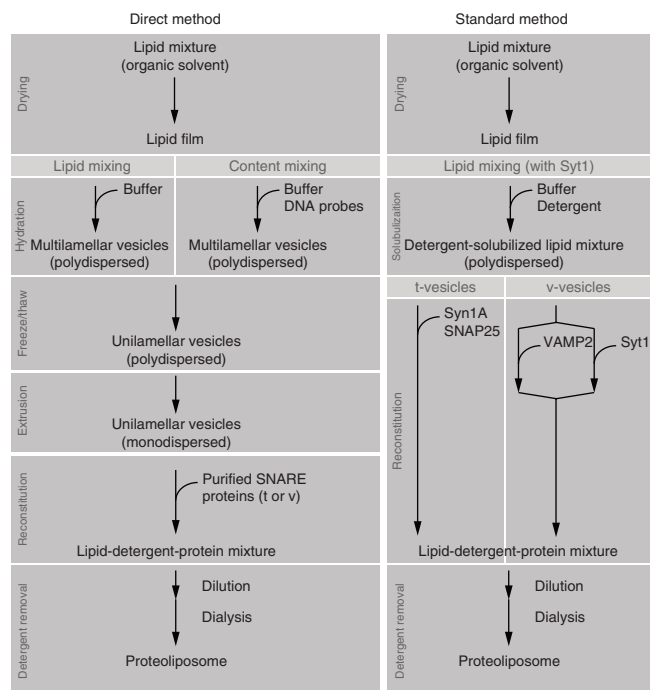 Direct method
Drying
Lipid mixture
(organic solvent)
Lipid film
Lipid mixing
Content mixing
Hydration
Buffer
Multilamellar vesicles
(polydispersed)
Buffer
DNA probes
Multilamellar vesicles
(polydispersed)
Freeze/thaw
Unilamellar vesicles
(polydispersed)
Extrusion
Unilamellar vesicles
(monodispersed)
Reconstitution
Purified SNARE
proteins (t or v)
Lipid-detergent-protein mixture
Detergent removal
Dilution
Dialysis
Proteoliposome
Standard method
Drying
Lipid mixture
(organic solvent)
Lipid film
Lipid mixing (with Syt1)
Solubulizaition
Buffer
Detergent
Detergent-solubilized lipid mixture
(polydispersed)
t-vesicles
v-vesicles
Reconstitution
Syn1A
SNAP25
VAMP2
Syt1
Lipid-detergent-protein mixture
Detergent removal
Dilution
Dialysis
Proteoliposome